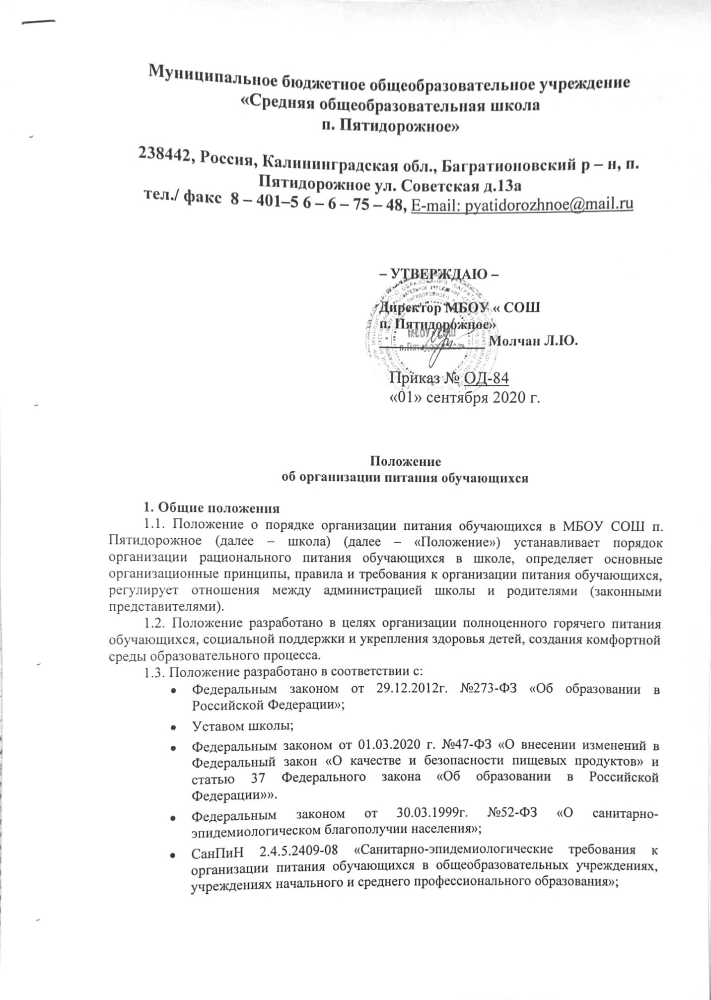 Муниципальное бюджетное общеобразовательное учреждение
«Средняя общеобразовательная школа
п. Пятидорожное»
238442, Россия, Калининградская обл., Багратионовский р – н, п.
Пятидорожное ул. Советская д.13а
тел./ факс 8 – 401–5 6 – 6 – 75 – 48, E-mail: pyatidorozhnoe@mail.ru
– УТВЕРЖДАЮ –
Директор МБОУ « СОШ
п. Пятидорожное»
МБОУ СОШ
Молчан Л.Ю.
Приказ № ОД-84
«01» сентября 2020 г.
Положение
об организации питания обучающихся
1. Общие положения
1.1. Положение о порядке организации питания обучающихся в МБОУ СОШ п.
Пятидорожное (далее – школа) (далее – «Положение») устанавливает порядок
организации рационального питания обучающихся в школе, определяет основные
организационные принципы, правила и требования к организации питания обучающихся,
регулирует отношения между администрацией школы и родителями (законными
представителями).
1.2. Положение разработано в целях организации полноценного горячего питания
обучающихся, социальной поддержки и укрепления здоровья детей, создания комфортной
среды образовательного процесса.
1.3. Положение разработано в соответствии с:
• Федеральным законом от 29.12.2012г. №273-ФЗ «Об образовании в
Российской Федерации»;
• Уставом школы;
• Федеральным законом от 01.03.2020 г. №47-ФЗ «О внесении изменений в
Федеральный закон «О качестве и безопасности пищевых продуктов» и
статью 37 Федерального закона «Об образовании в Российской
Федерации»».
• Федеральным законом от 30.03.1999г. №52-ФЗ «О санитарно-
эпидемиологическом благополучии населения»;
• СанПиН 2.4.5.2409-08 «Санитарно-эпидемиологические требования к
организации питания обучающихся в общеобразовательных учреждениях,
учреждениях начального и среднего профессионального образования»;